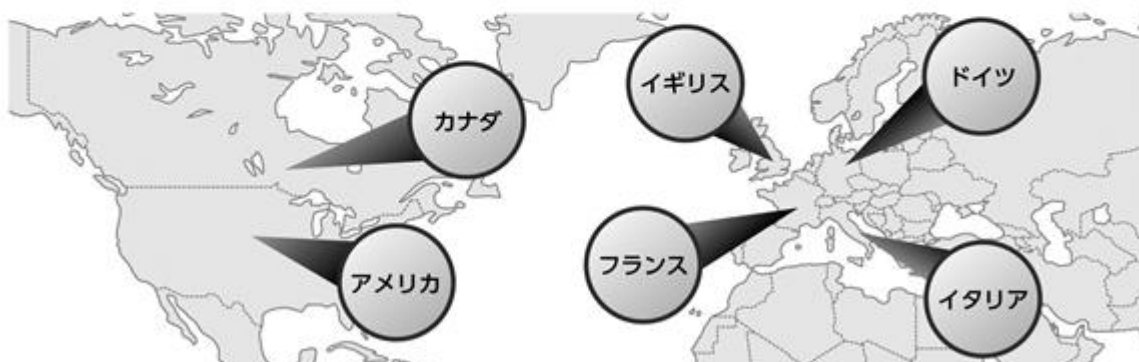 カナダ
アメリカ
イギリス
ドイツ
フランス
イタリア